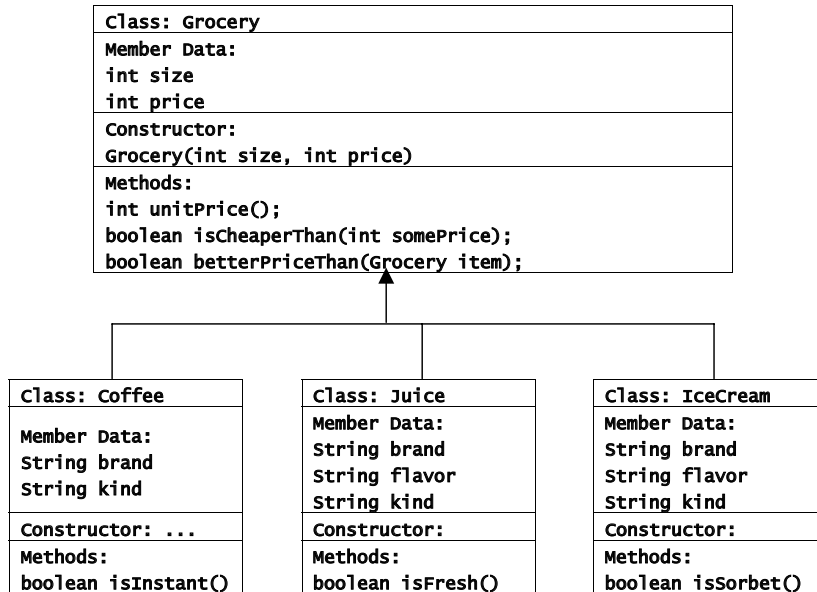 Class: Grocery
Member Data:
int size
int price
Constructor:
Grocery(int size, int price)
Methods:
int unitPrice();
boolean isCheaperThan(int somePrice);
boolean betterPriceThan(Grocery item);
Class: Coffee
Member Data:
String brand
String kind
Constructor: ...
Methods:
boolean isInstant()
Class: Juice
Member Data:
String brand
String flavor
String kind
Constructor:
Methods:
boolean isFresh()
Class: IceCream
Member Data:
String brand
String flavor
String kind
Constructor:
Methods:
boolean isSorbet()